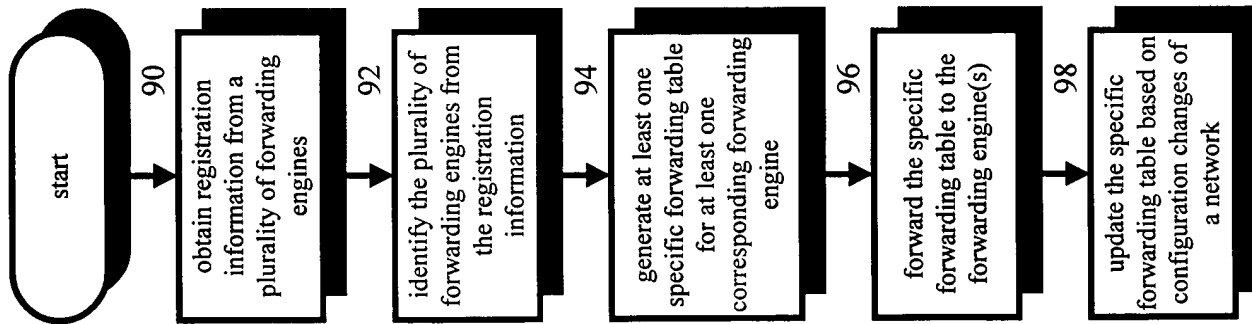 start
90
obtain registration
information from a
plurality of forwarding
engines
92
identify the plurality of
forwarding engines from
the registration
information
94
generate at least one
specific forwarding table
for at least one
corresponding forwarding
engine
96
forward the specific
forwarding table to the
forwarding engine(s)
98
update the specific
forwarding table based on
configuration changes of
a network